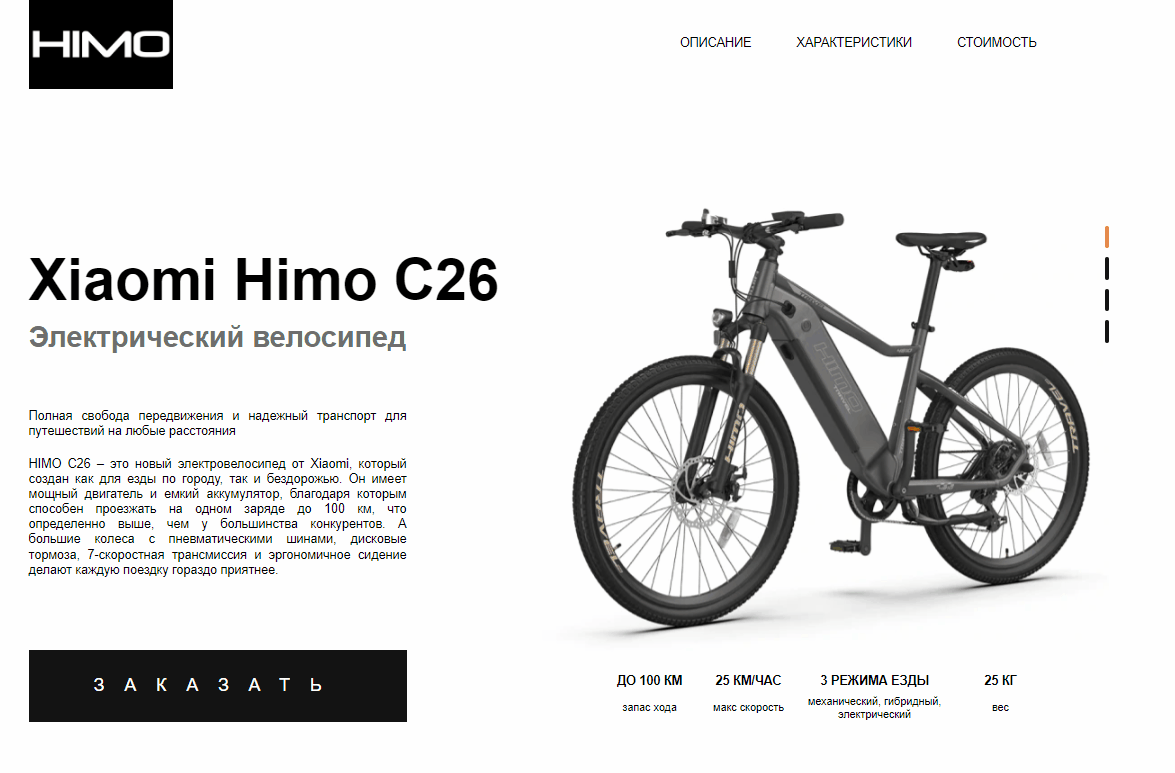 HIMO
ОПИСАНИЕ ХАРАКТЕРИСТИКИ СТОИМОСТЬ
Xiaomi Himo C26
Электрический велосипед
Полная свобода передвижения и надежный транспорт для
путешествий на любые расстояния
HIMO C26 – это новый электровелосипед от Xiaomi, который
создан как для езды по городу, так и бездорожью. Он имеет
мощный двигатель и емкий аккумулятор, благодаря которым
способен проезжать на одном заряде до 100 км, что
определенно выше, чем у большинства конкурентов. А
большие колеса с пневматическими шинами, дисковые
тормоза, 7-скоростная трансмиссия и эргономичное сидение
делают каждую поездку гораздо приятнее.
ЗАКАЗАТЬ
HIMO
HIMO
TRAVEL
ДО 100 КМ 25 КМ/ЧАС 3 РЕЖИМА ЕЗДЫ 25 КГ
запас хода макс скорость механический, гибридный, вес
электрический